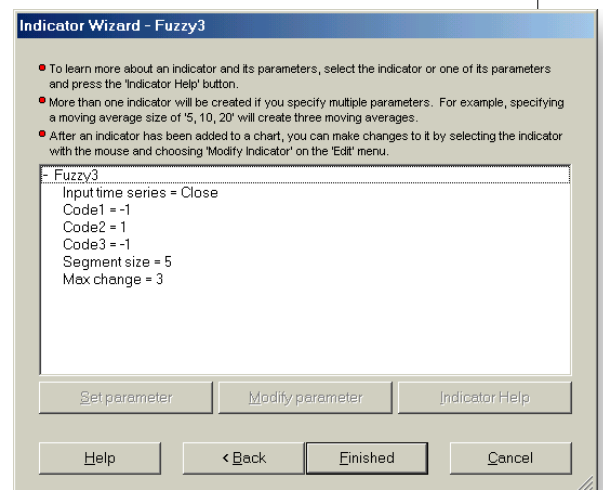 Indicator Wizard - Fuzzy3
To learn more about an indicator and its parameters, select the indicator or one of its parameters
and press the 'Indicator Help' button.
More than one indicator will be created if you specify multiple parameters. For example, specifying
a moving average size of '5, 10, 20' will create three moving averages.
After an indicator has been added to a chart, you can make changes to it by selecting the indicator
with the mouse and choosing 'Modify Indicator' on the 'Edit' menu.
- Fuzzy3
Input time series = Close
Code1 = -1
Code2 = 1
Code3 = -1
Segment size = 5
Max change = 3
Set parameter Modify parameter Indicator Help
Help < Back Finished Cancel